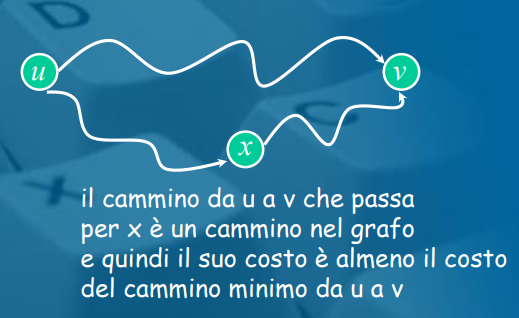 D
u
v
C
x
X
il cammino da u a v che passa
per x è un cammino nel grafo
e quindi il suo costo è almeno il costo
del cammino minimo da u a v